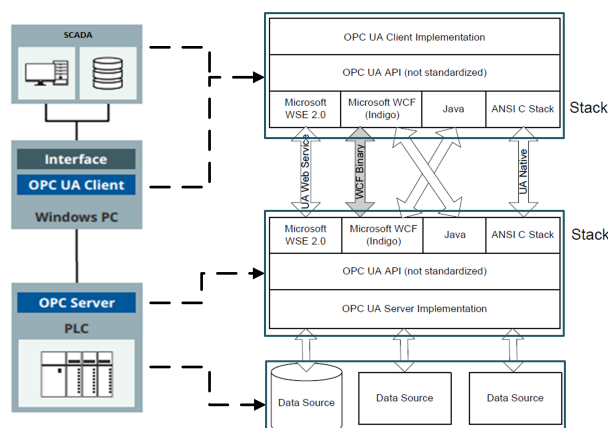 SCADA
Interface
OPC UA Client
Windows PC
OPC Server
PLC
OPC UA Client Implementation
OPC UA API (not standardized)
Microsoft
WSE 2.0
Microsoft WCF
(Indigo)
Java
ANSI C Stack
Stack
UA Web Service
WCF Binary
UA Native
Microsoft
WSE 2.0
Microsoft WCF
(Indigo)
Java
ANSI C Stack
Stack
OPC UA API (not standardized)
OPC UA Server Implementation
Data Source
Data Source
Data Source